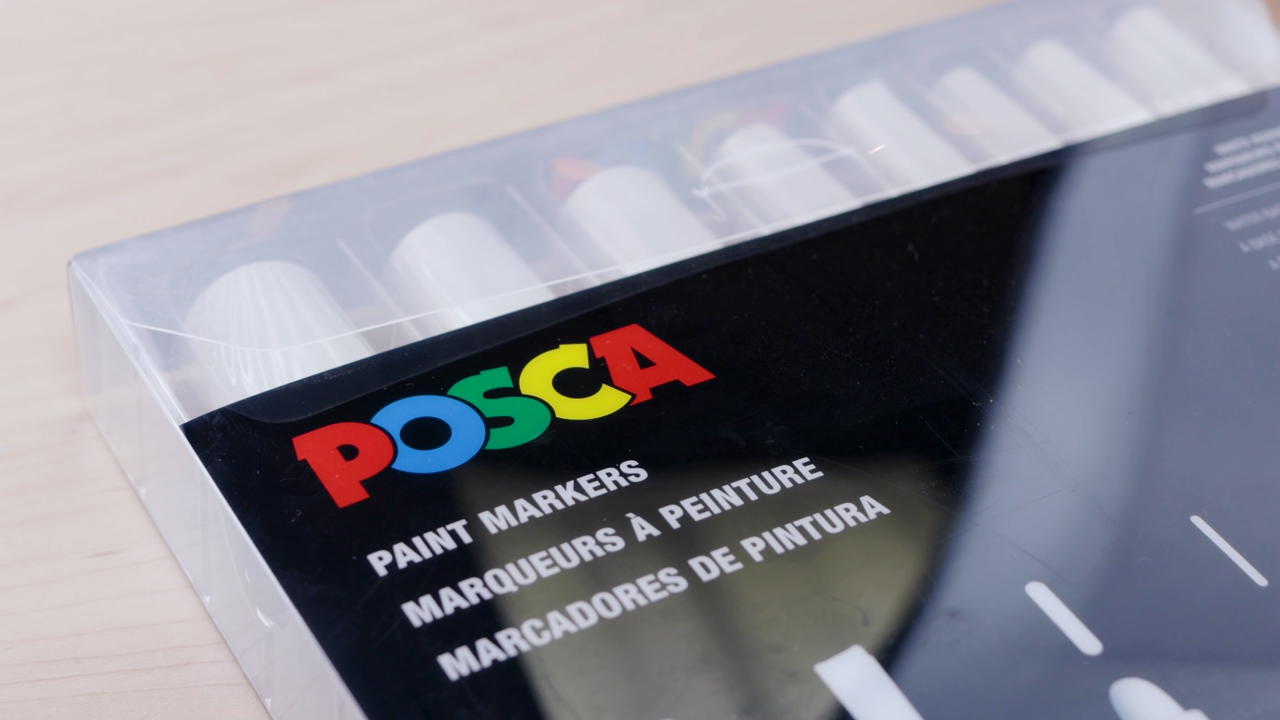 POSCA
PAINT MARKERS
MARQUEURS À PEINTURE
MARCADORES DE PINTURA